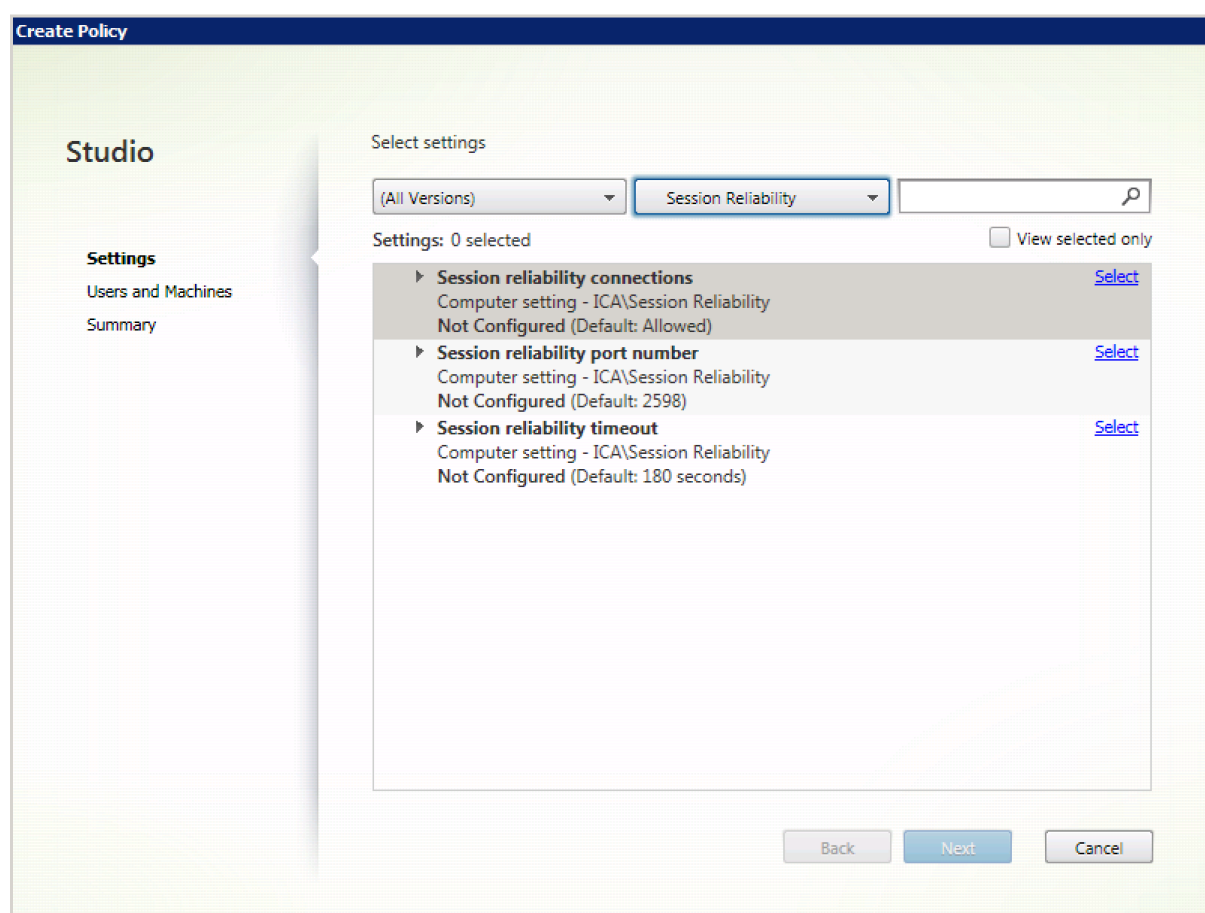 Create Policy
Studio
Settings
Users and Machines
Summary
Select settings
(All Versions)
Session Reliability
Settings: 0 selected
View selected only
Session reliability connections
Select
Computer setting - ICA\Session Reliability
Not Configured (Default: Allowed)
Session reliability port number
Select
Computer setting - ICA\Session Reliability
Not Configured (Default: 2598)
Session reliability timeout
Select
Computer setting - ICA\Session Reliability
Not Configured (Default: 180 seconds)
Back
Next
Cancel